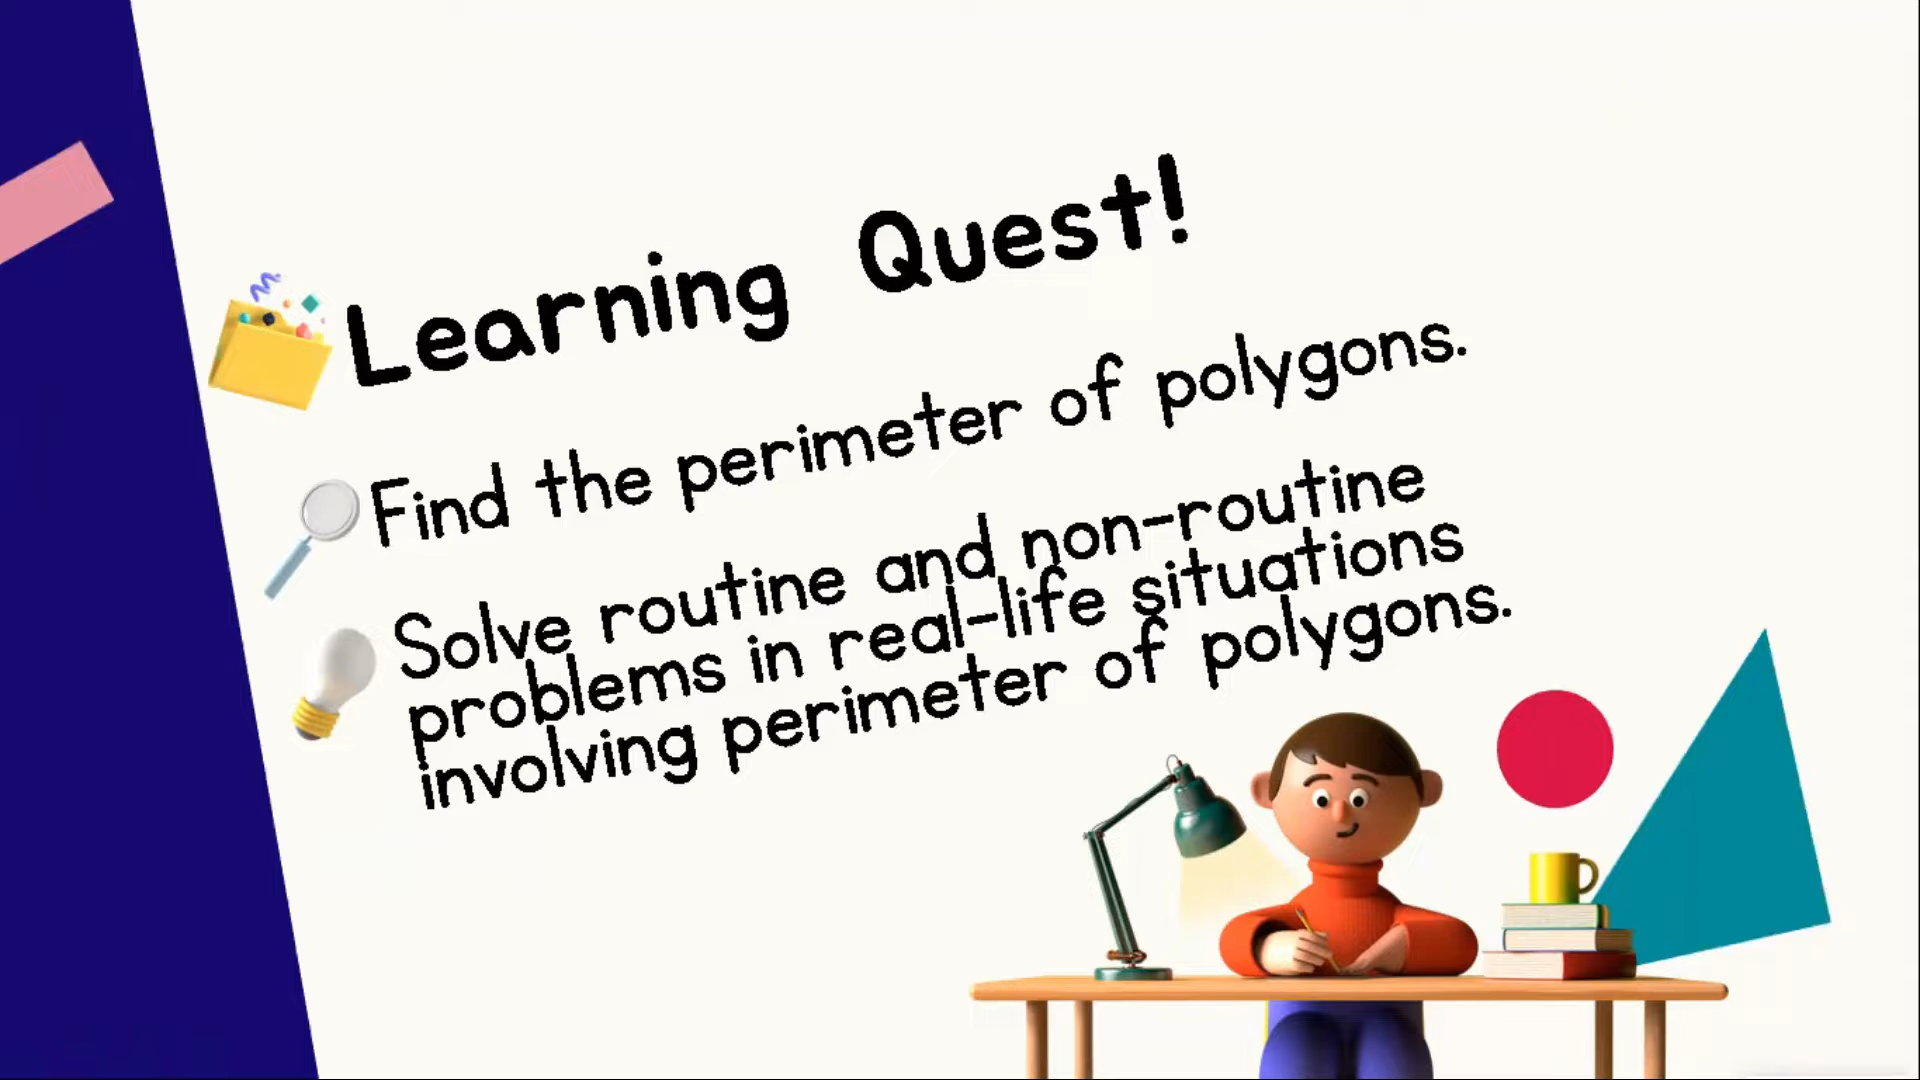 Learning Quest!
Find the perimeter of polygons.
Solve routine and non-routine
problems in real-life situations
involving perimeter of polygons.